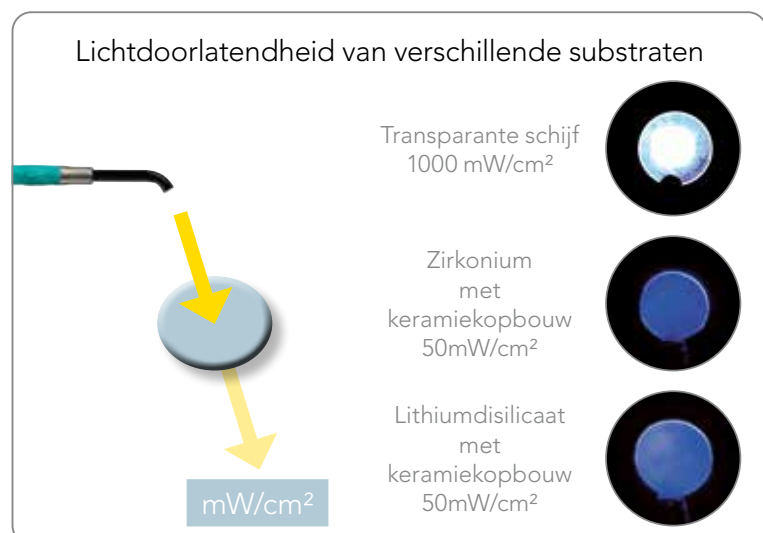 Lichtdoorlatendheid van verschillende substraten
Transparante schijf
1000 mW/cm²
Zirkonium
met
keramiekopbouw
50mW/cm²
Lithiumdisilicaat
met
keramiekopbouw
50mW/cm²
mW/cm²